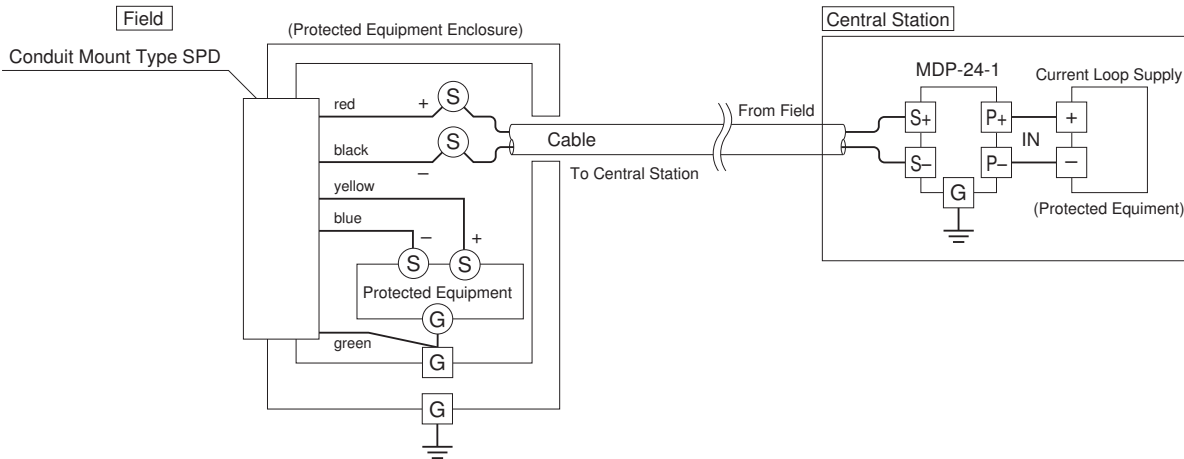 Field
Conduit Mount Type SPD
(Protected Equipment Enclosure)
red
+
S
black
–
S
yellow
blue
–
+
S
S
Protected Equipment
G
green
G
G
Cable
To Central Station
From Field
Central Station
MDP-24-1
Current Loop Supply
S+
P+
+
IN
S–
P–
–
G
(Protected Equiment)